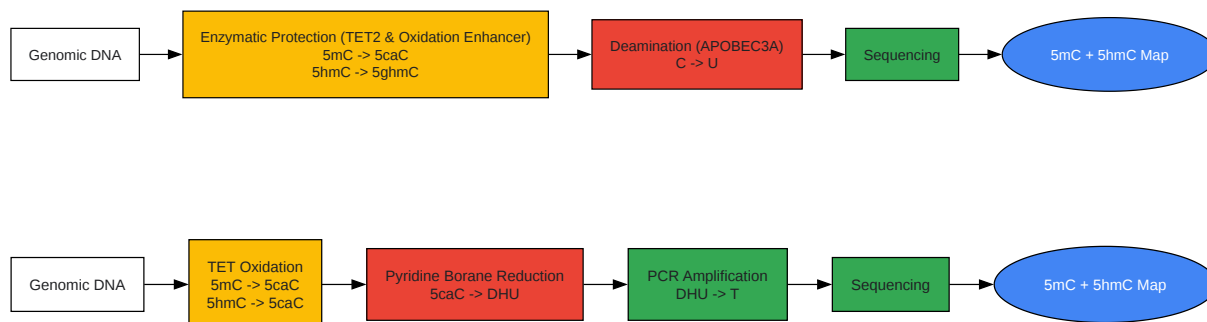 Genomic DNA
Enzymatic Protection (TET2 & Oxidation Enhancer)
5mC -> 5caC
5hmC -> 5ghmC
Deamination (APOBEC3A)
C -> U
Sequencing
5mC + 5hmC Map
Genomic DNA
TET Oxidation
5mC -> 5caC
5hmC -> 5caC
Pyridine Borane Reduction
5caC -> DHU
PCR Amplification
DHU -> T
Sequencing
5mC + 5hmC Map